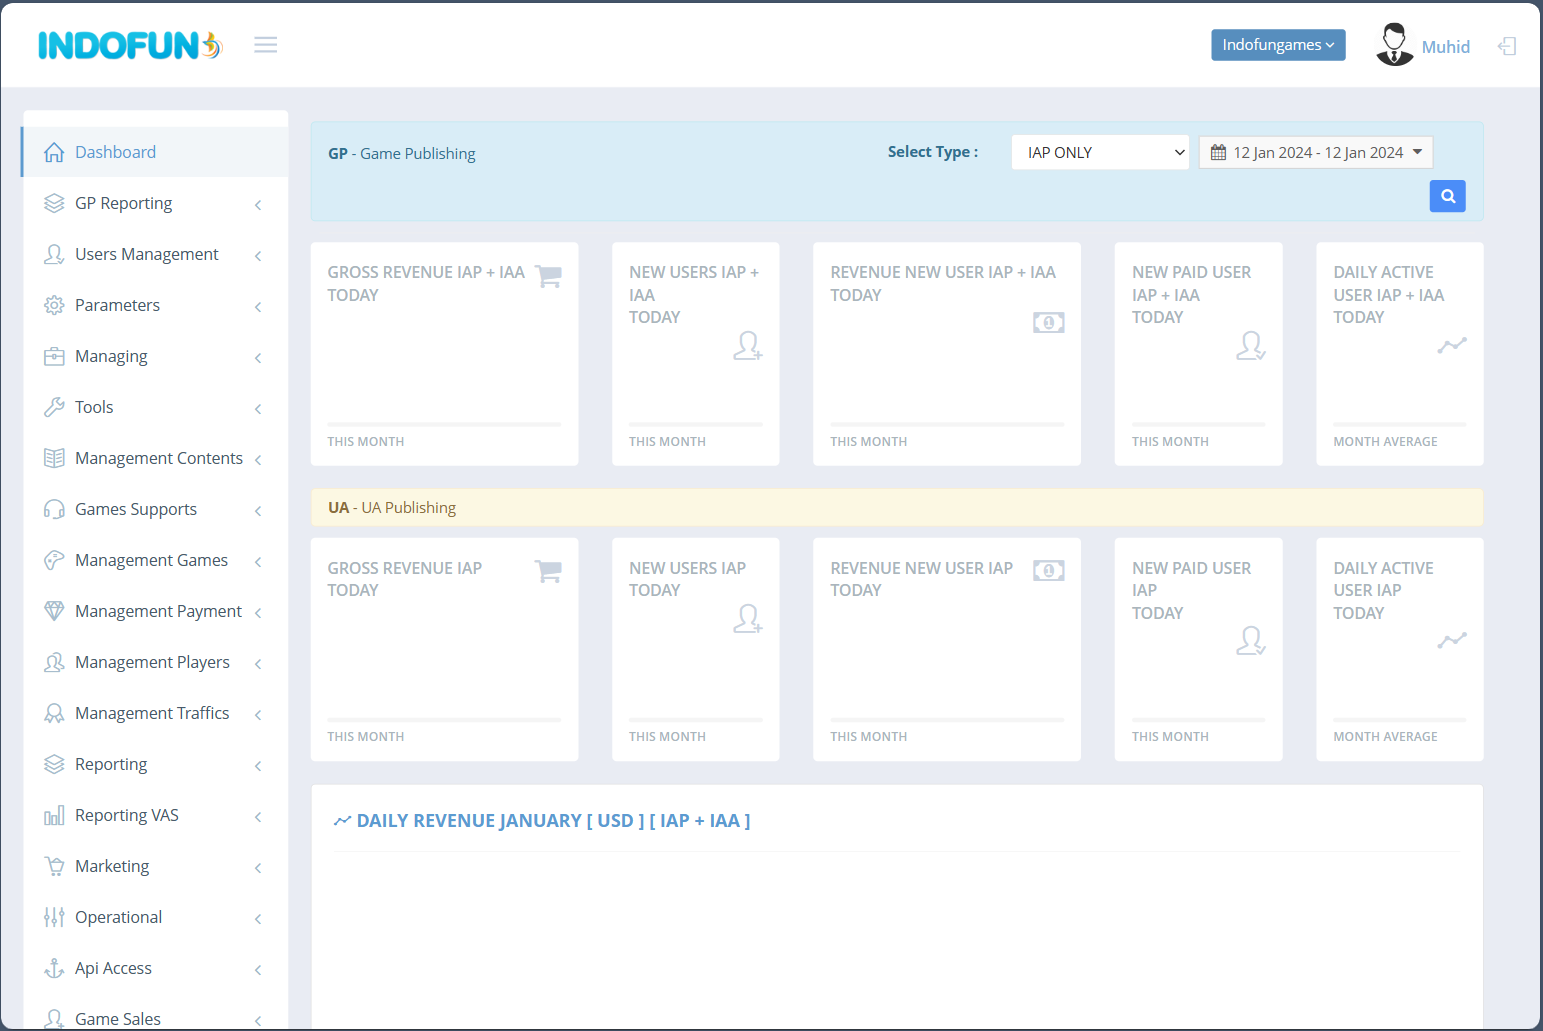 INDOFUN
Indofungames
Muhid
Dashboard
GP Reporting
Users Management
Parameters
Managing
Tools
Management Contents
Games Supports
Management Games
Management Payment
Management Players
Management Traffics
Reporting
Reporting VAS
Marketing
Operational
Api Access
Game Sales
GP - Game Publishing
Select Type :
IAP ONLY
12 Jan 2024 - 12 Jan 2024
GROSS REVENUE IAP + IAA
TODAY
THIS MONTH
NEW USERS IAP +
IAA
TODAY
THIS MONTH
REVENUE NEW USER IAP + IAA
TODAY
1
THIS MONTH
NEW PAID USER
IAP + IAA
TODAY
THIS MONTH
DAILY ACTIVE
USER IAP + IAA
TODAY
MONTH AVERAGE
UA - UA Publishing
GROSS REVENUE IAP
TODAY
THIS MONTH
NEW USERS IAP
TODAY
THIS MONTH
REVENUE NEW USER IAP
TODAY
1
THIS MONTH
NEW PAID USER
IAP
TODAY
THIS MONTH
DAILY ACTIVE
USER IAP
TODAY
MONTH AVERAGE
DAILY REVENUE JANUARY [ USD ] [ IAP + IAA ]